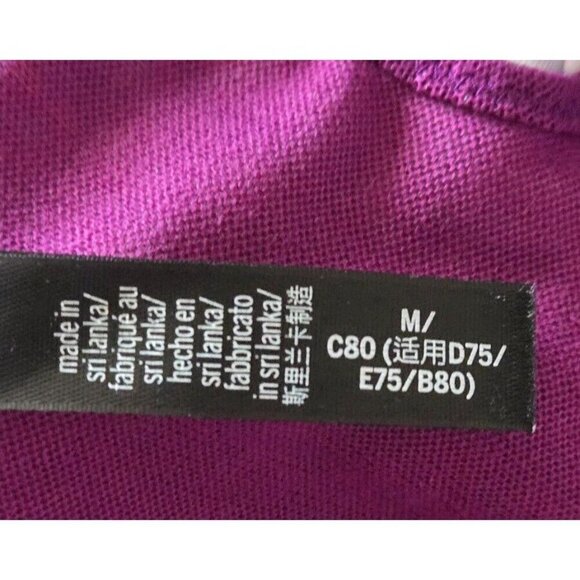 made in
sri lanka/
fabriqué au
sri lanka/
hecho en
sri lanka/
fabbricato
in sri lanka/
斯里兰卡制造
M/
C80 (适用D75/
E75/B80)